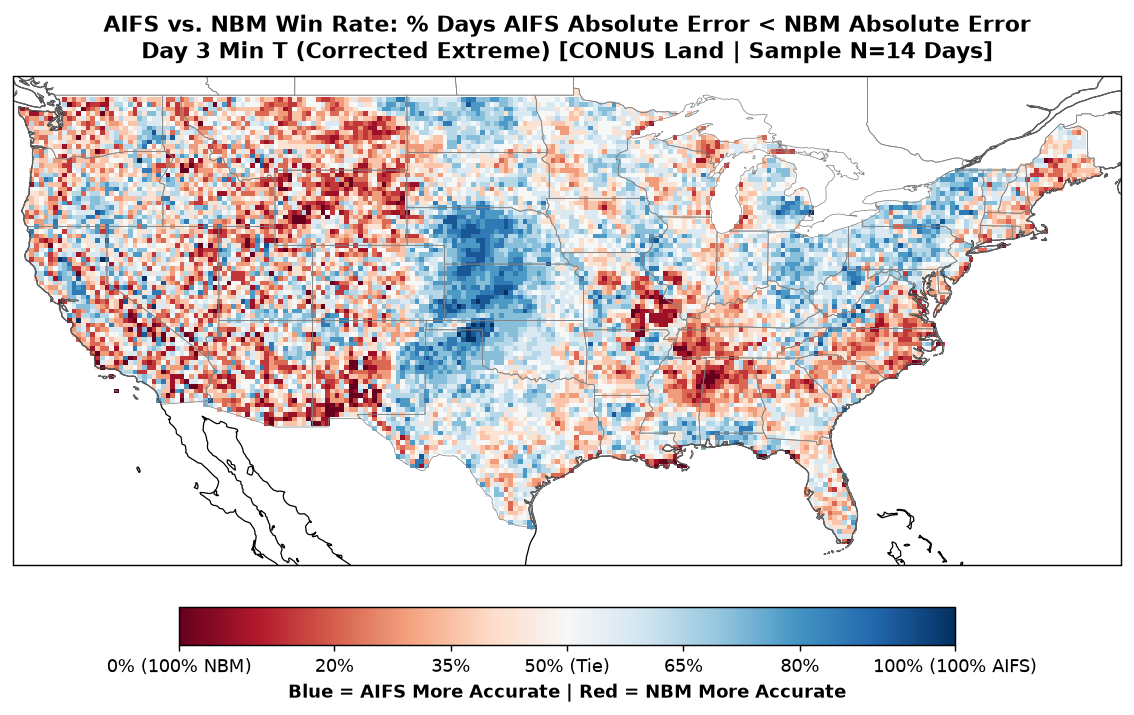 AIFS vs. NBM Win Rate: % Days AIFS Absolute Error < NBM Absolute Error
Day 3 Min T (Corrected Extreme) [CONUS Land | Sample N=14 Days]
0% (100% NBM) 20% 35% 50% (Tie) 65% 80% 100% (100% AIFS)
Blue = AIFS More Accurate | Red = NBM More Accurate